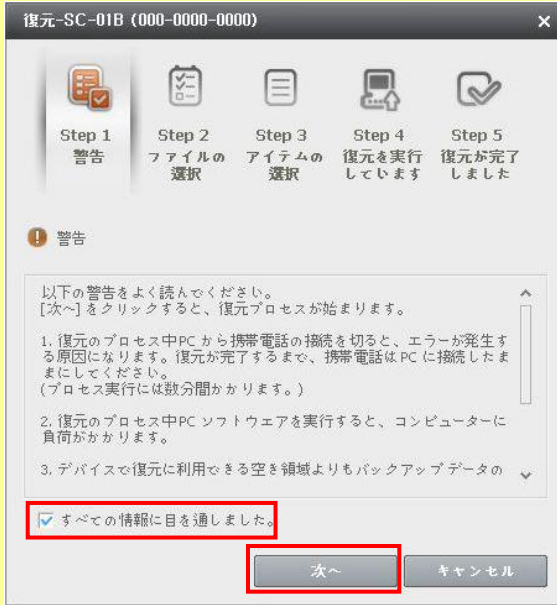 復元-SC-01B (000-0000-0000)
Step 1
警告
Step 2
ファイルの
選択
Step 3
アイテムの
選択
Step 4
復元を実行
しています
Step 5
復元が完了
しました
警告
以下の警告をよく読んでください。
[次へ] をクリックすると、復元プロセスが始まります。
1. 復元のプロセス中PC から携帯電話の接続を切ると、エラーが発生す
る原因になります。復元が完了するまで、携帯電話は PC に接続したま
まにしてください。
(プロセス実行には数分間かかります。)
2. 復元のプロセス中PC ソフトウェアを実行すると、コンピューターに
負荷がかかります。
3. デバイスで復元に利用できる空き領域よりもバックアップデータの
すべての情報に目を通しました。
次へ
キャンセル